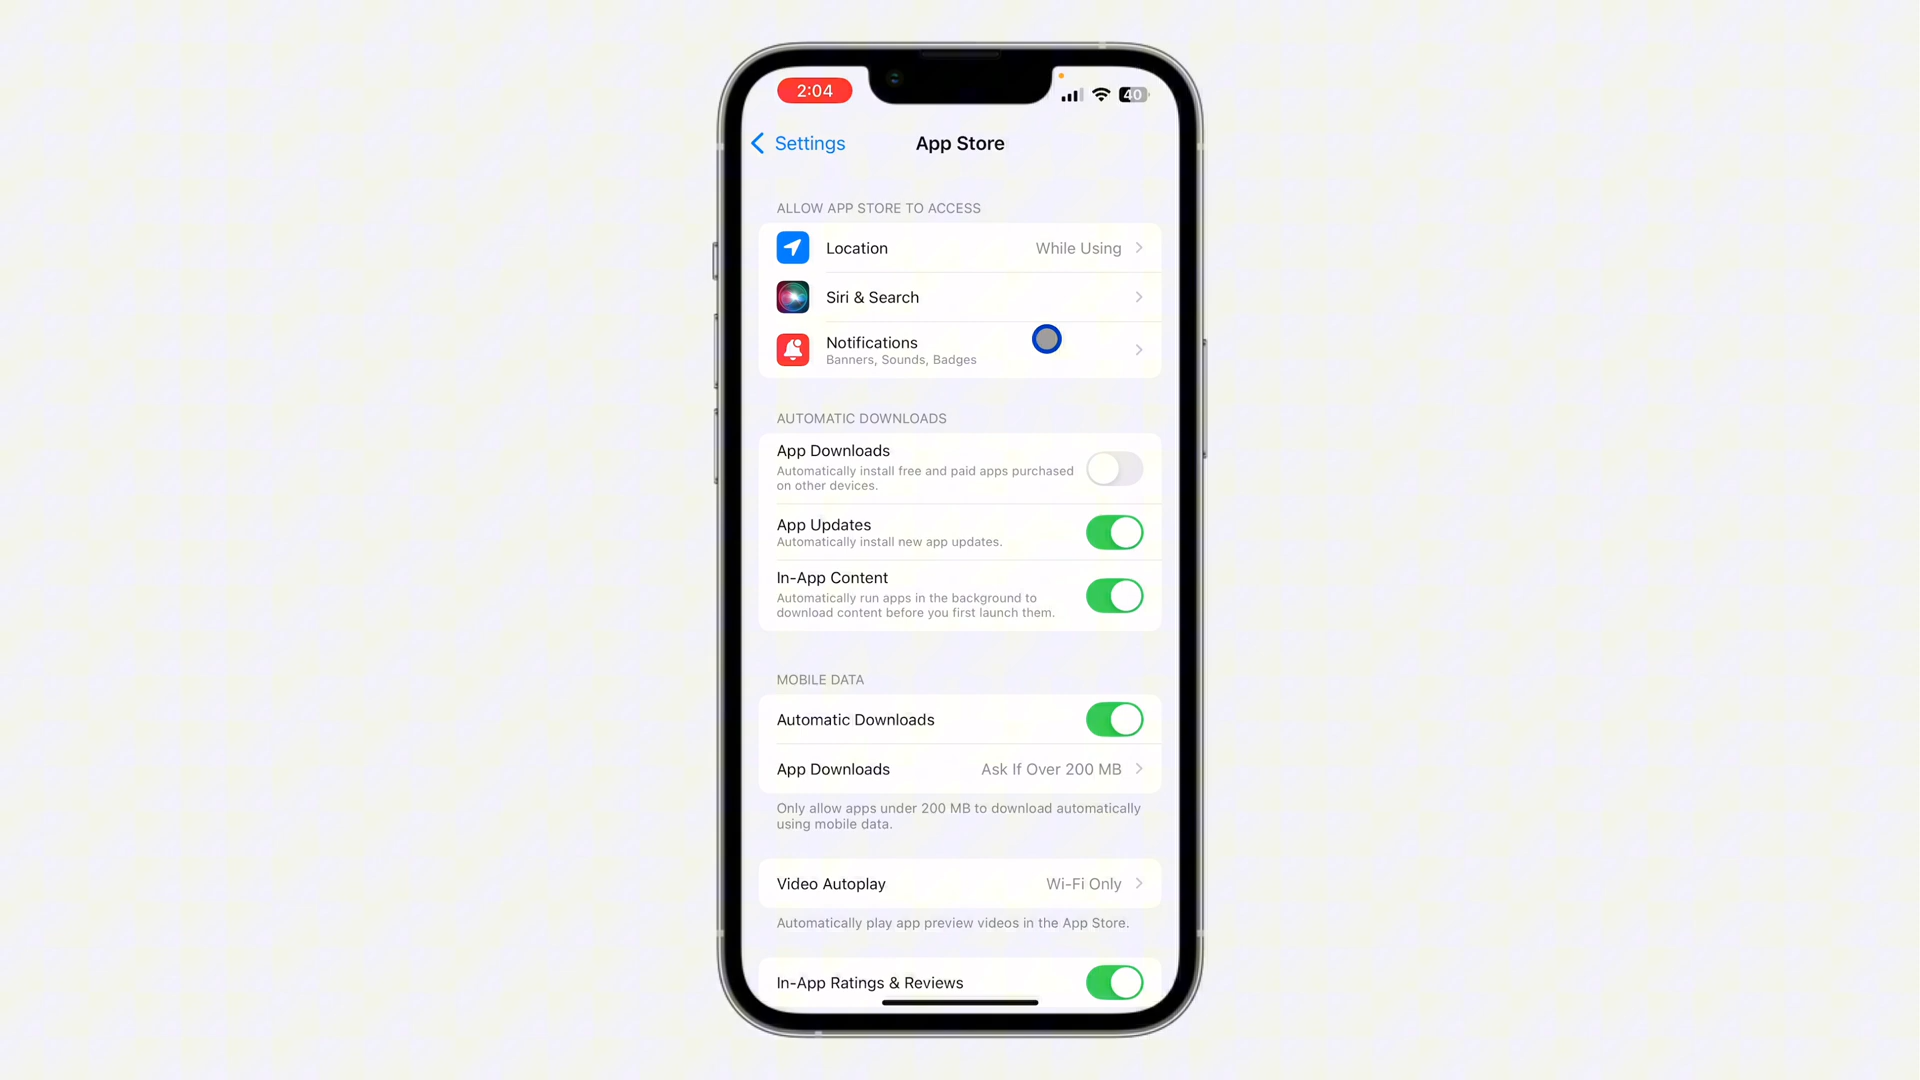 2:04
40
Settings
App Store
ALLOW APP STORE TO ACCESS
Location
While Using
Siri & Search
Notifications
Banners, Sounds, Badges
AUTOMATIC DOWNLOADS
App Downloads
Automatically install free and paid apps purchased
on other devices.
App Updates
Automatically install new app updates.
In-App Content
Automatically run apps in the background to
download content before you first launch them.
MOBILE DATA
Automatic Downloads
App Downloads
Ask If Over 200 MB
Only allow apps under 200 MB to download automatically
using mobile data.
Video Autoplay
Wi-Fi Only
Automatically play app preview videos in the App Store.
In-App Ratings & Reviews